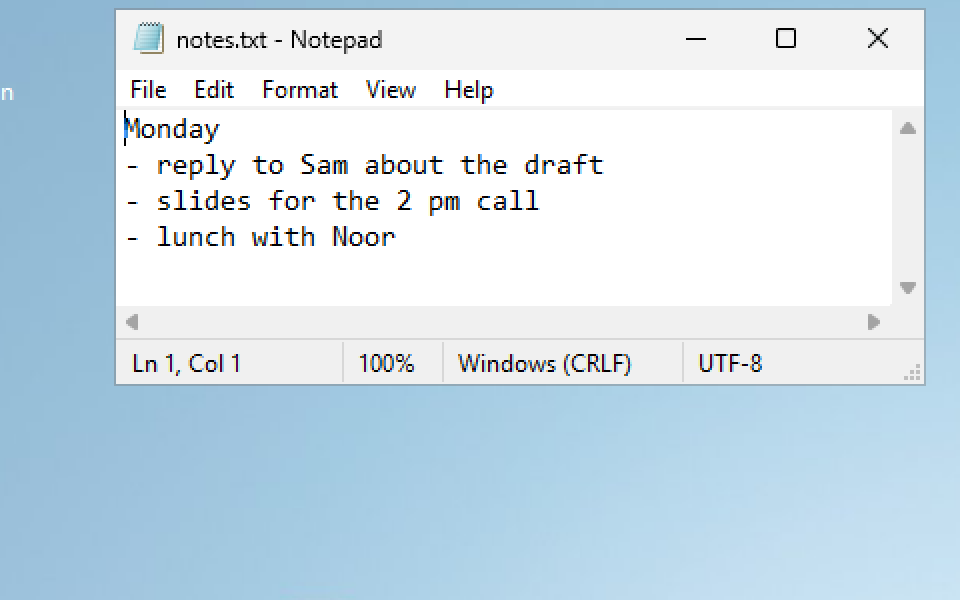 n
notes.txt - Notepad
File Edit Format View Help
Monday
- reply to Sam about the draft
- slides for the 2 pm call
- lunch with Noor
Ln 1, Col 1 100% Windows (CRLF) UTF-8